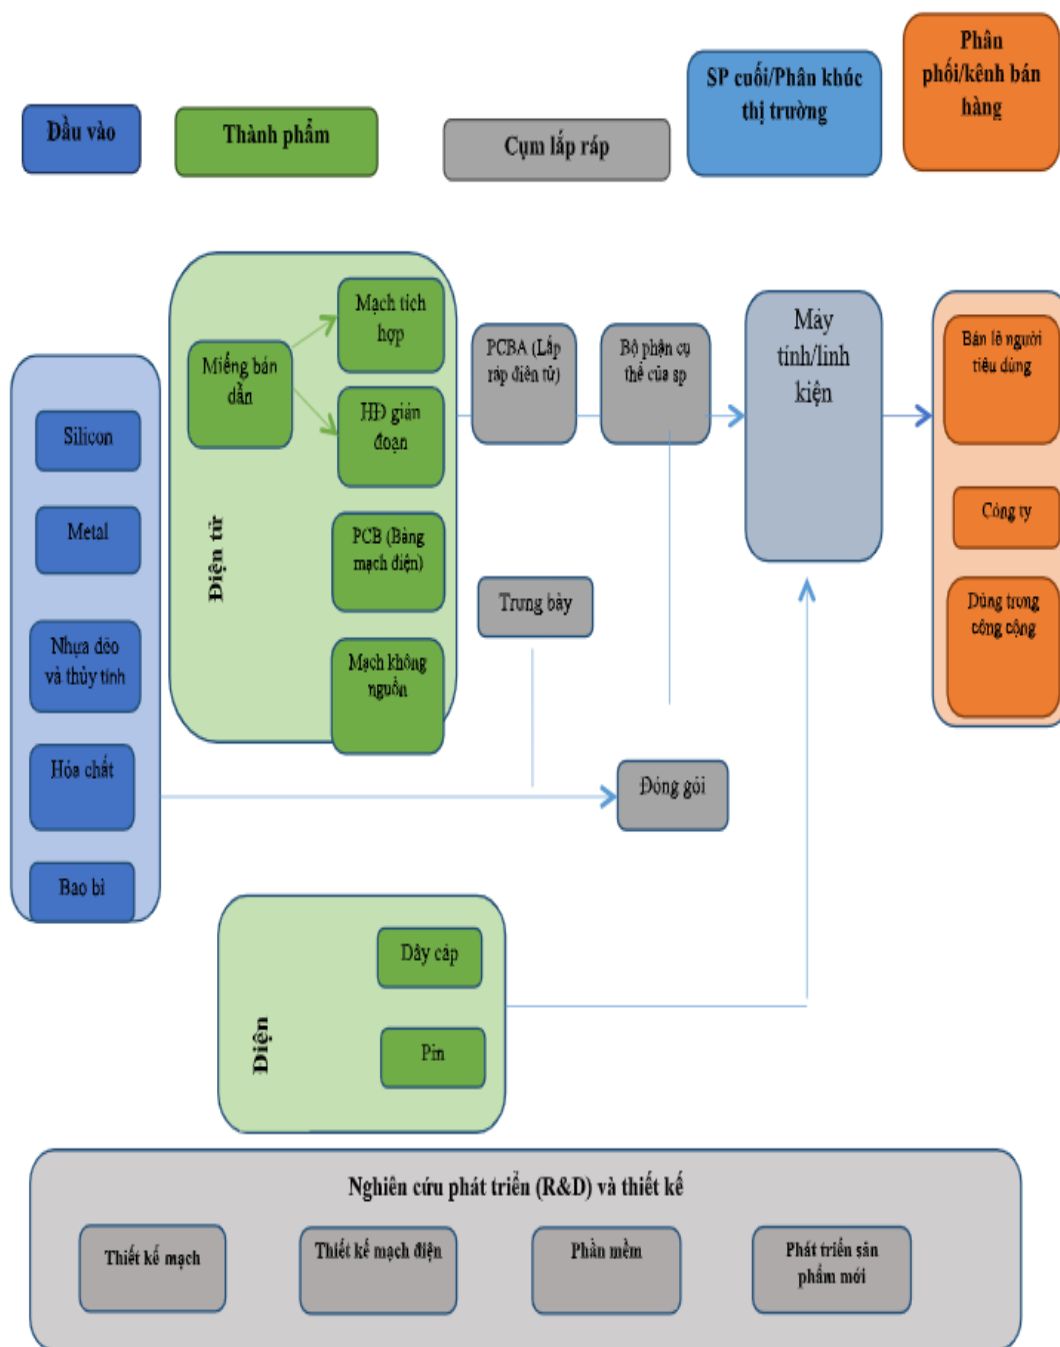 Đầu vào
Thành phẩm
Cụm lắp ráp
SP cuối/Phân khúc
thị trường
Phân
phối/kênh bán
hàng
Silicon
Metal
Nhựa dẻo
và thủy tinh
Hóa chất
Bao bì
Điện tử
Miếng bán
dẫn
Mạch tích
hợp
HĐ gián
đoạn
PCB (Bảng
mạch điện)
Mạch không
nguồn
PCBA (Lắp
ráp điện tử)
Bộ phận cụ
thể của sp
Trưng bày
Đóng gói
Máy
tính/linh
kiện
Bán lẻ người
tiêu dùng
Công ty
Dùng trong
công cộng
Điện
Dây cáp
Pin
Nghiên cứu phát triển (R&D) và thiết kế
Thiết kế mạch
Thiết kế mạch điện
Phần mềm
Phát triển sản
phẩm mới